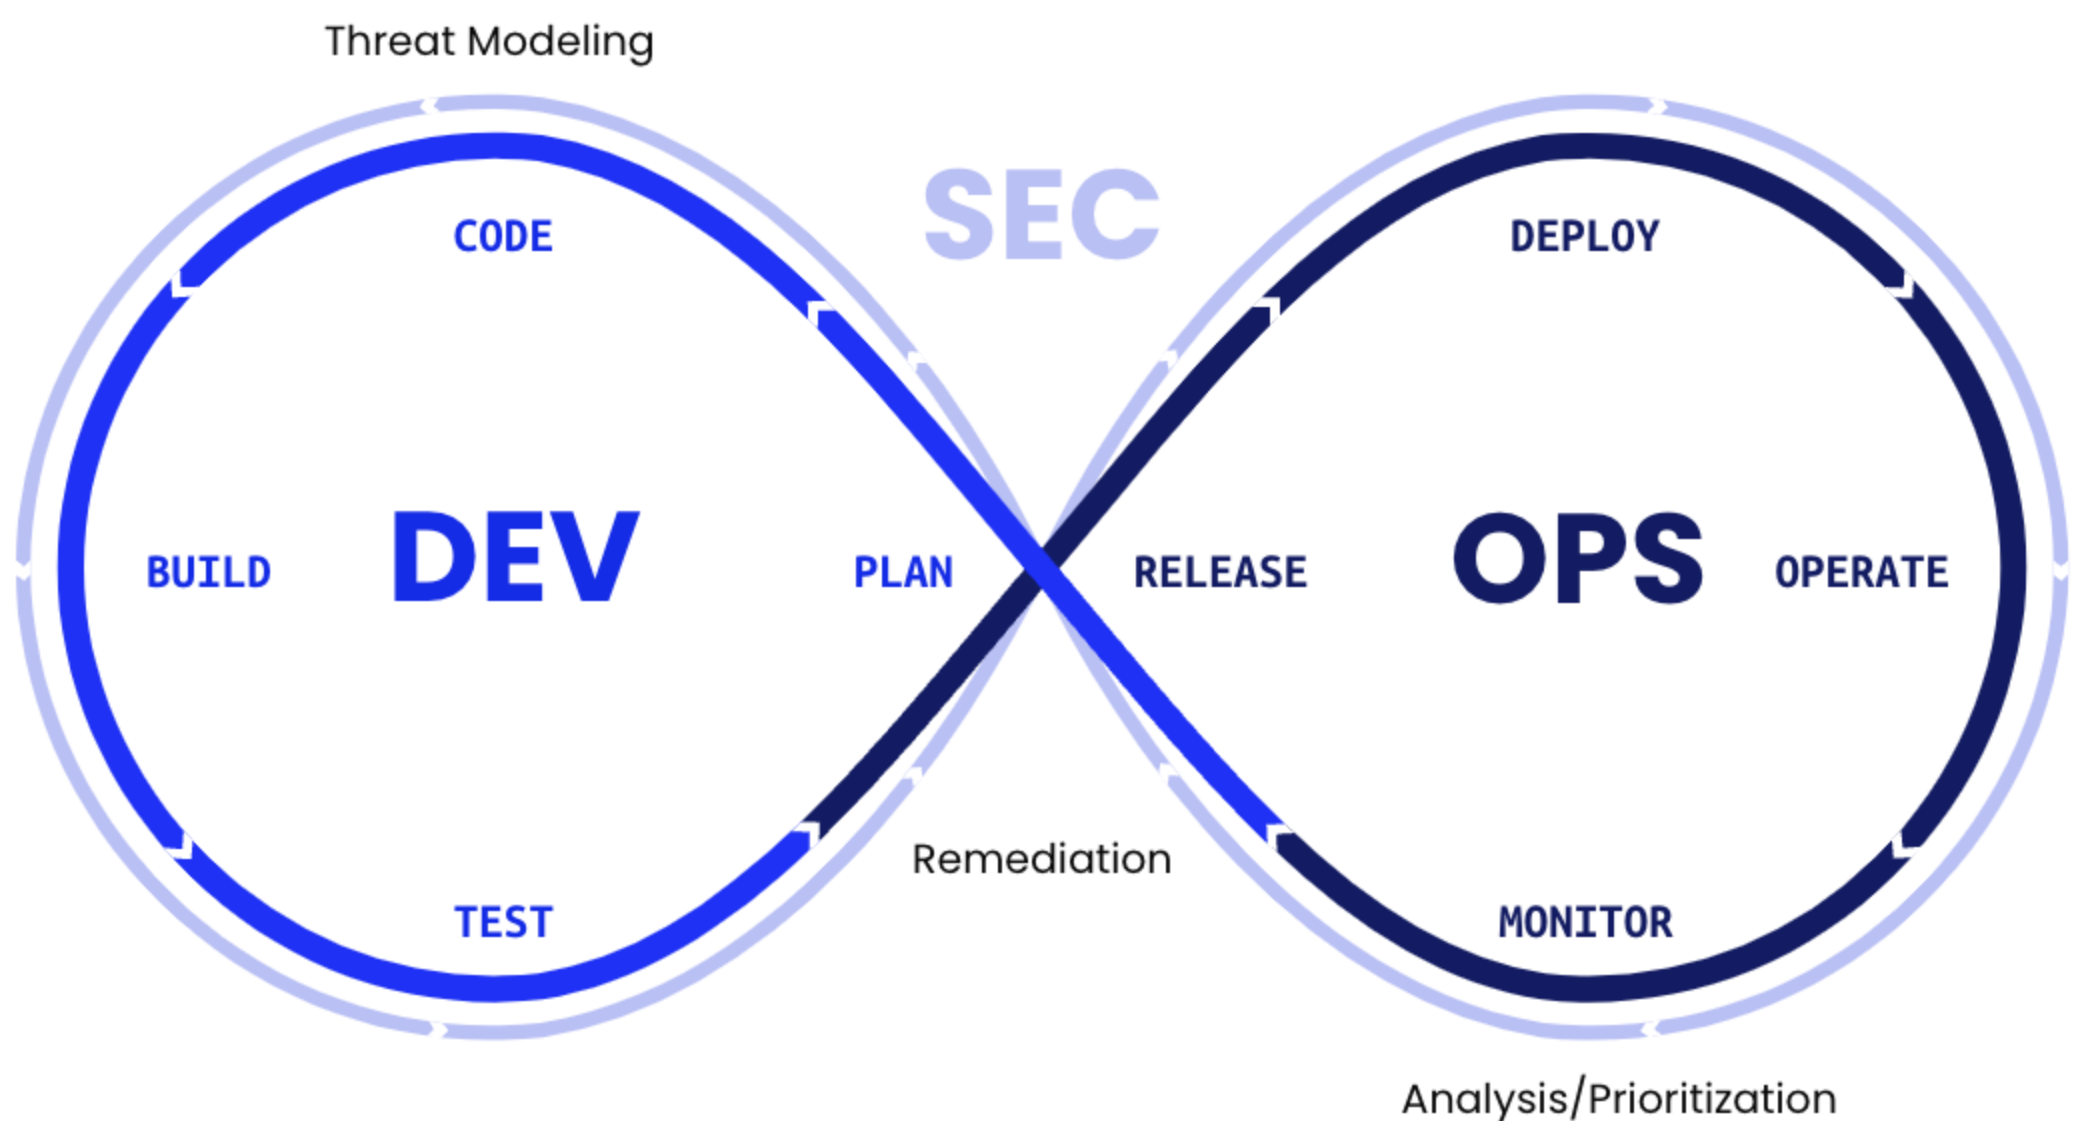 Threat Modeling
SEC
CODE
DEPLOY
BUILD
DEV
PLAN
RELEASE
OPS
OPERATE
Remediation
TEST
MONITOR
Analysis/Prioritization